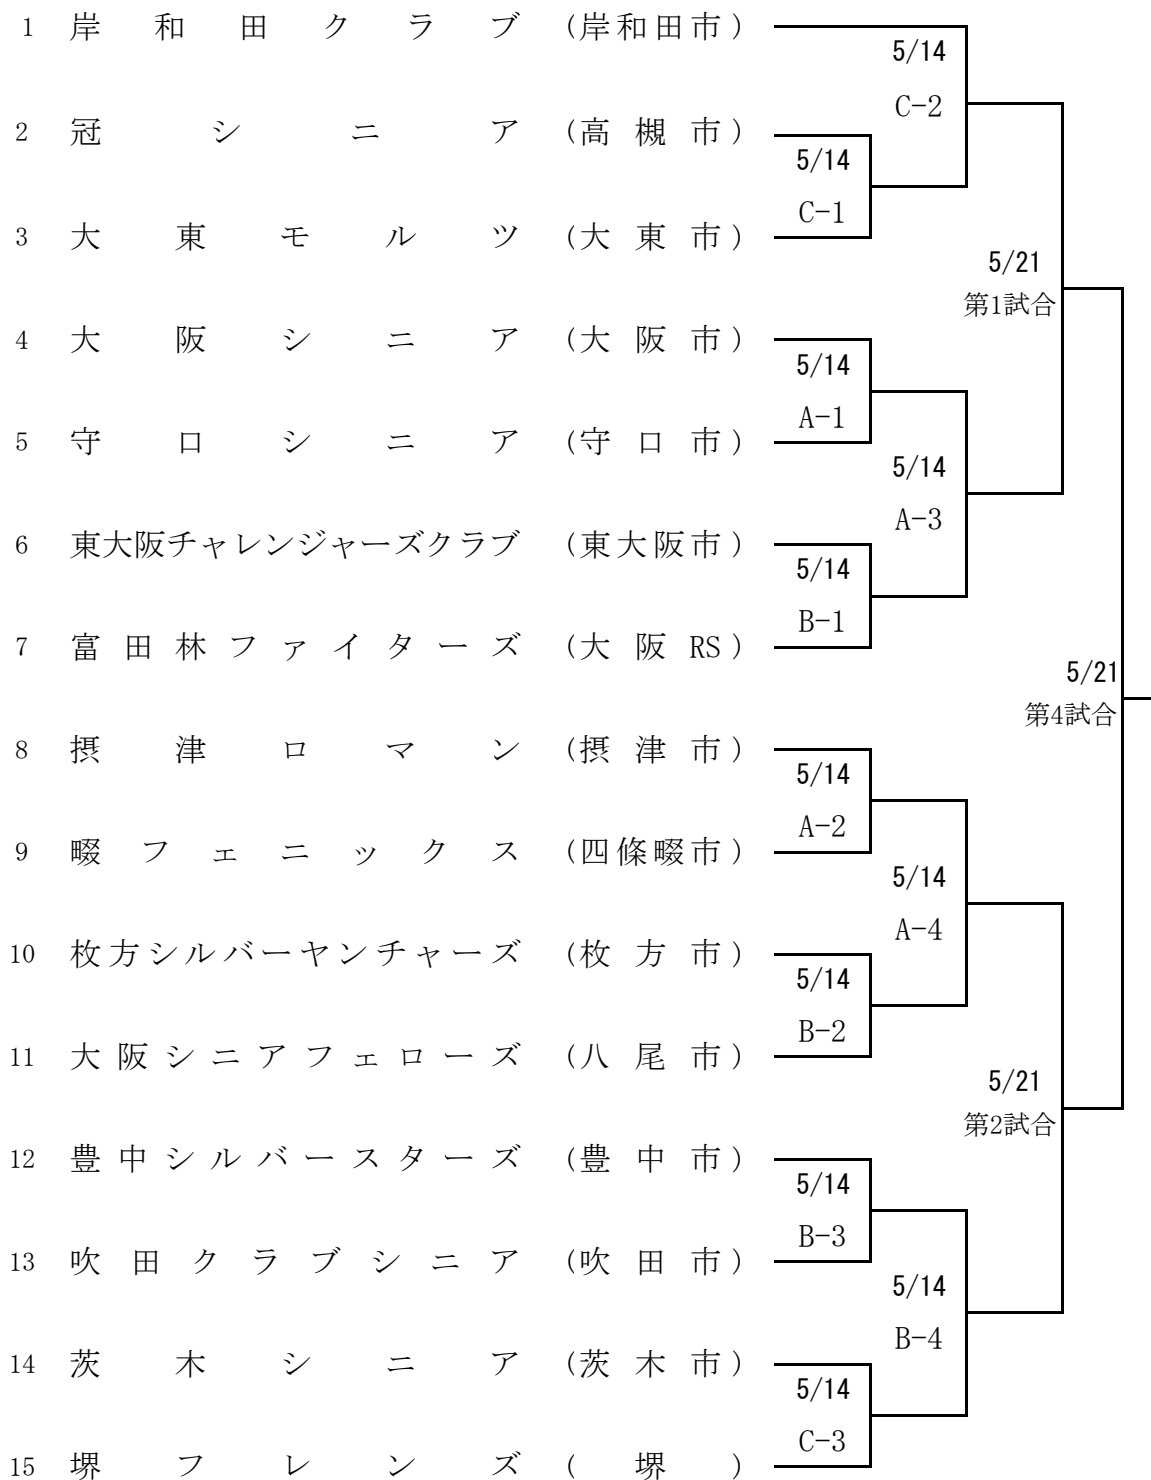 1 岸和田クラブ (岸和田市)
5/14
C-2
2 冠シニア (高槻市)
5/14
C-1
3 大東モルツ (大東市)
5/21
第1試合
4 大阪シニア (大阪市)
5/14
A-1
5 守口シニア (守口市)
5/14
A-3
6 東大阪チャレンジャーズクラブ (東大阪市)
5/14
B-1
7 富田林ファイターズ (大阪RS)
5/21
第4試合
8 摂津ロマン (摂津市)
5/14
A-2
9 畷フェニックス (四條畷市)
5/14
A-4
10 枚方シルバーヤンチャーズ (枚方市)
5/14
B-2
11 大阪シニアフェローズ (八尾市)
5/21
第2試合
12 豊中シルバースターズ (豊中市)
5/14
B-3
13 吹田クラブシニア (吹田市)
5/14
B-4
14 茨木シニア (茨木市)
5/14
C-3
15 堺フレンズ (堺)